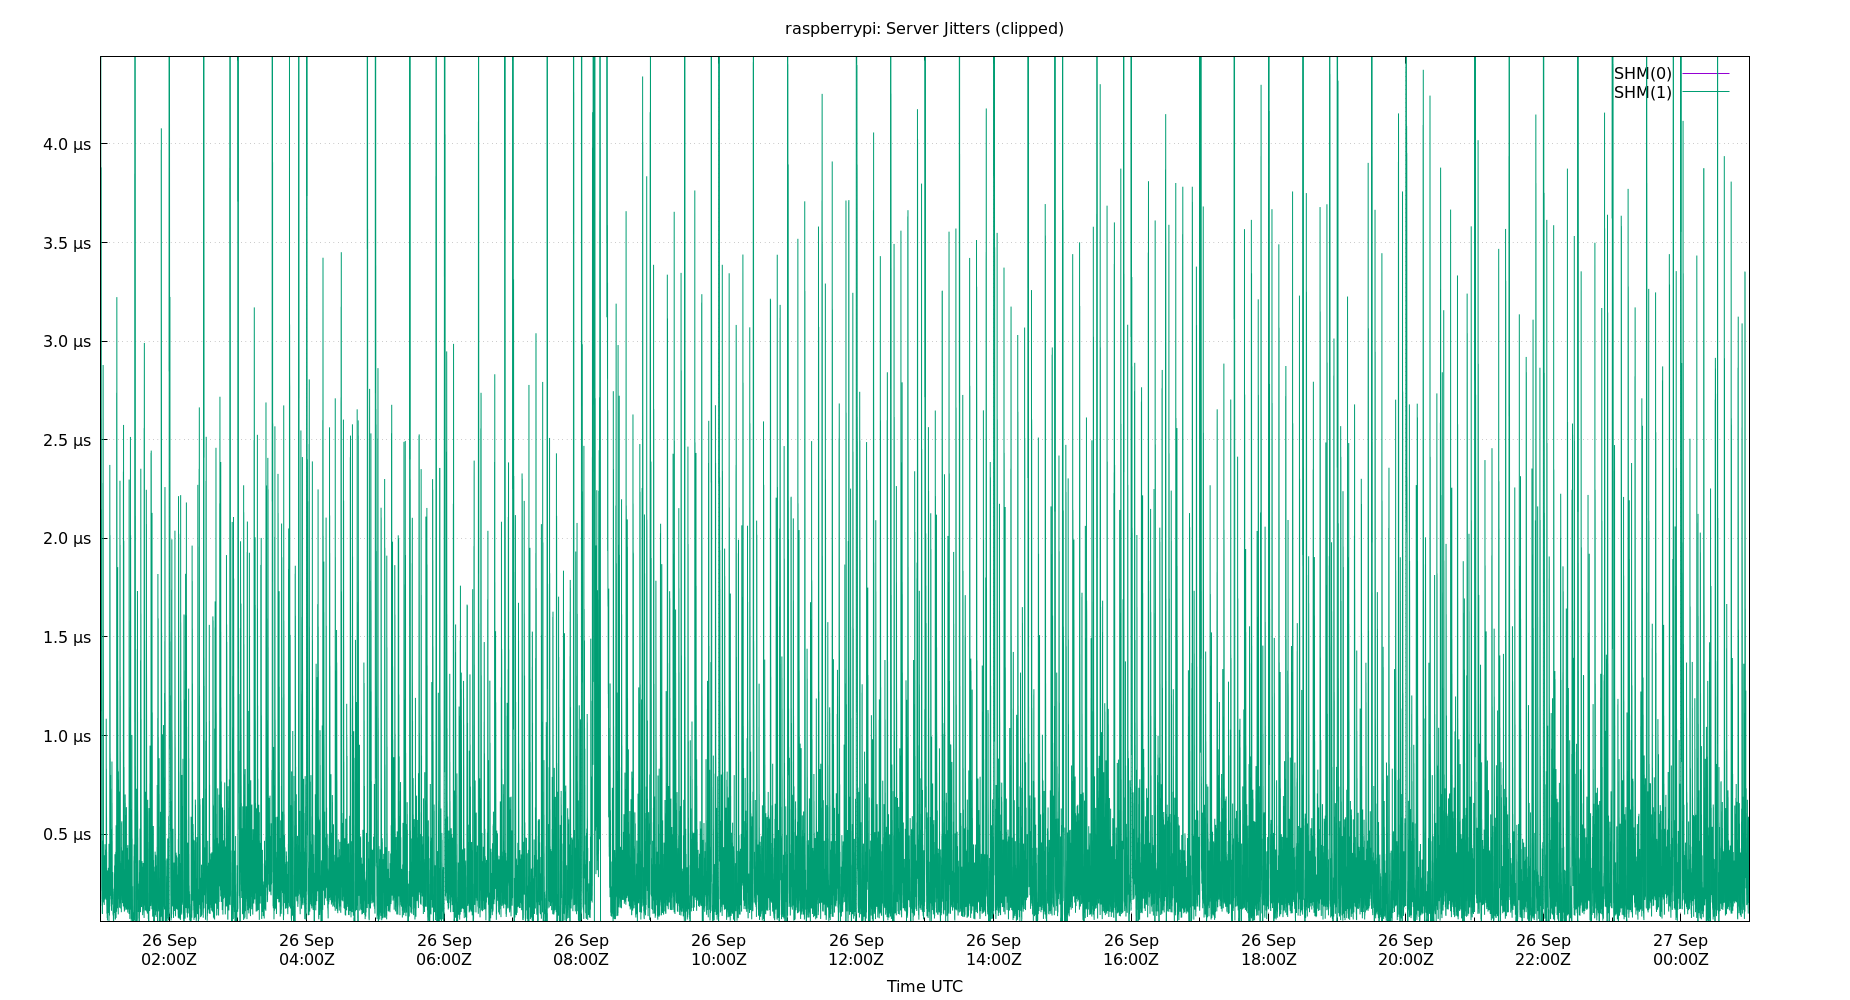 raspberrypi: Server Jitters (clipped)
SHM(0)
SHM(1)
4.0 µs
3.5 µs
3.0 µs
2.5 µs
2.0 µs
1.5 µs
1.0 µs
0.5 µs
26 Sep 26 Sep 26 Sep 26 Sep 26 Sep 26 Sep 26 Sep 26 Sep 26 Sep 26 Sep 26 Sep 27 Sep
02:00Z 04:00Z 06:00Z 08:00Z 10:00Z 12:00Z 14:00Z 16:00Z 18:00Z 20:00Z 22:00Z 00:00Z
Time UTC